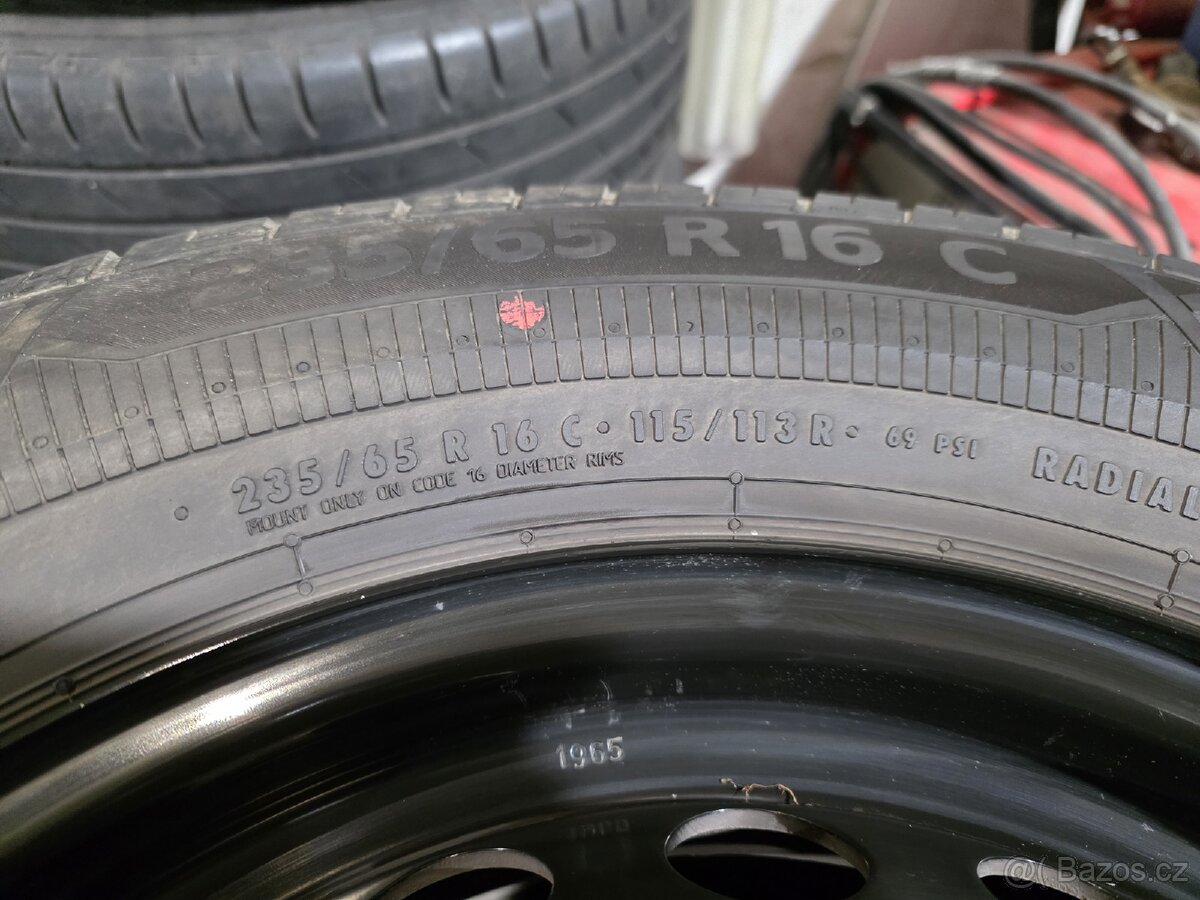 235/65 R 16 C
235/65 R 16 C • 115/113 R • 69 PSI RADIAL
MOUNT ONLY ON CODE 16 DIAMETER RIMS
1965
@( Bazos.cz